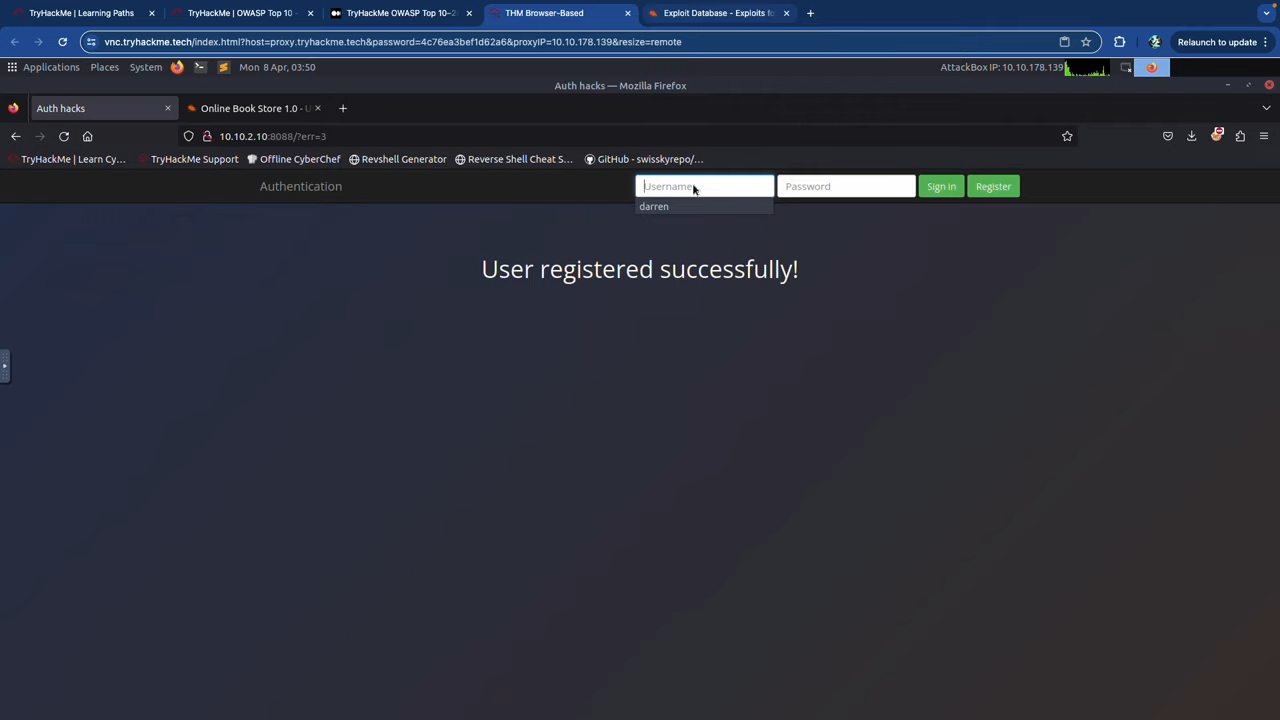 TryHackMe | Learning Paths
TryHackMe | OWASP Top 10 -
TryHackMe OWASP Top 10–2
THM Browser-Based
Exploit Database - Exploits fo
vnc.tryhackme.tech/index.html?host=proxy.tryhackme.tech&password=4c76ea3bef1d62a6&proxyIP=10.10.178.139&resize=remote
Relaunch to update
Applications Places System Mon 8 Apr, 03:50 AttackBox IP: 10.10.178.139
Auth hacks — Mozilla Firefox
Auth hacks
Online Book Store 1.0 - U
10.10.2.10:8088/?err=3
TryHackMe | Learn Cy…
TryHackMe Support
Offline CyberChef
Revshell Generator
Reverse Shell Cheat S…
GitHub - swisskyrepo/…
Authentication
Username
Password
Sign in
Register
darren
User registered successfully!